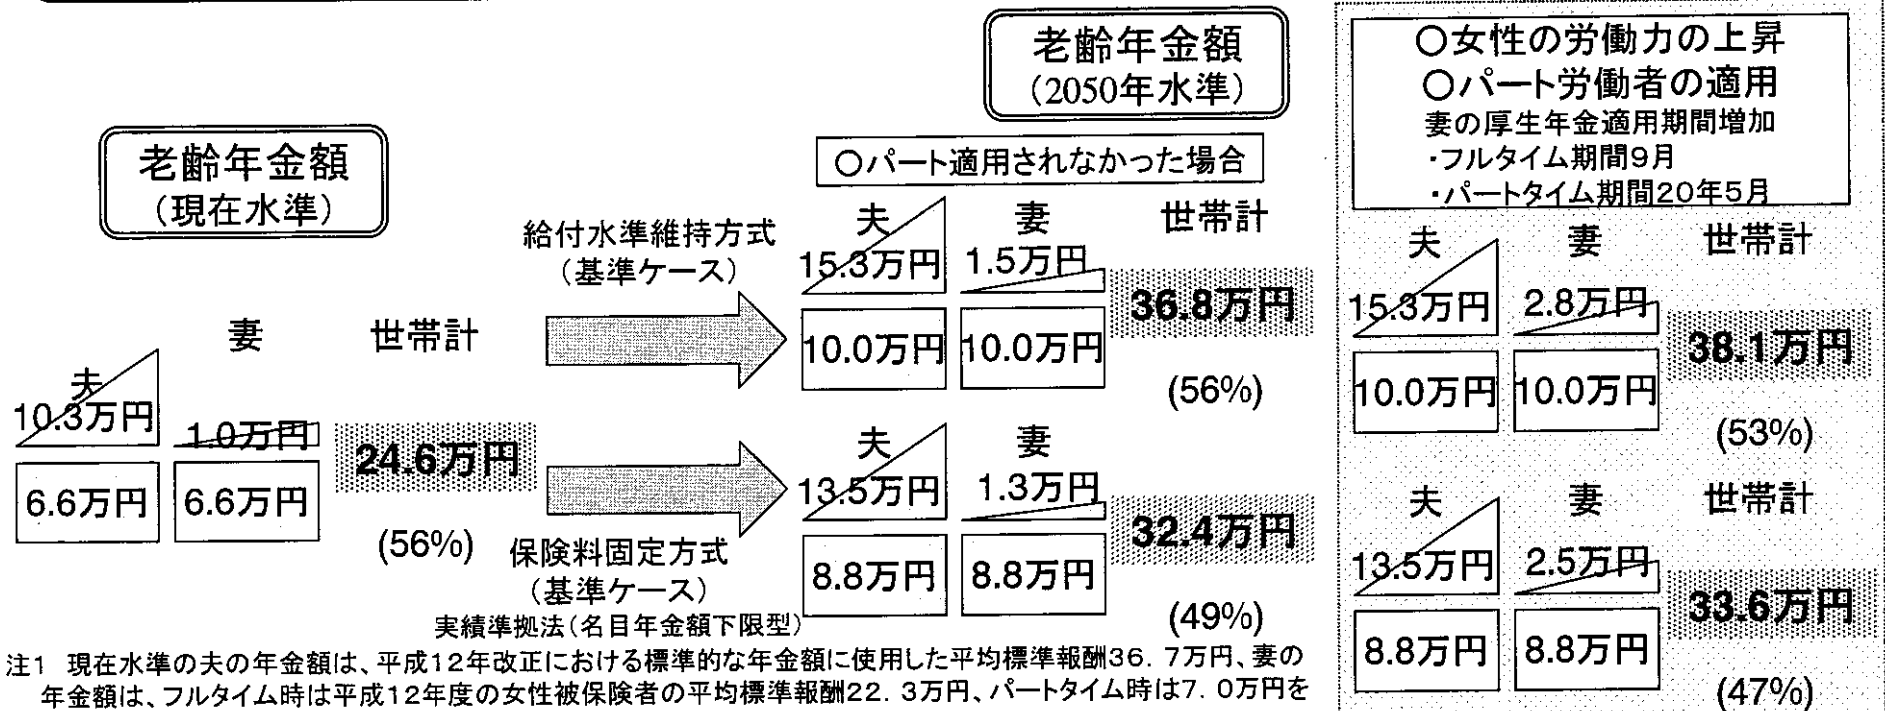 老齢年金額
(現在水準)
夫
妻
世帯計
10.3万円
1.0万円
6.6万円
6.6万円
24.6万円
(56%)
給付水準維持方式
(基準ケース)
保険料固定方式
(基準ケース)
実績準拠法(名目年金額下限型)
老齢年金額
(2050年水準)
○パート適用されなかった場合
夫
妻
世帯計
15.3万円
1.5万円
10.0万円
10.0万円
36.8万円
(56%)
夫
妻
13.5万円
1.3万円
8.8万円
8.8万円
32.4万円
(49%)
○女性の労働力の上昇
○パート労働者の適用
妻の厚生年金適用期間増加
・フルタイム期間9月
・パートタイム期間20年5月
夫
妻
世帯計
15.3万円
2.8万円
10.0万円
10.0万円
38.1万円
(53%)
夫
妻
世帯計
13.5万円
2.5万円
8.8万円
8.8万円
33.6万円
(47%)
注1 現在水準の夫の年金額は、平成12年改正における標準的な年金額に使用した平均標準報酬36.7万円、妻の
年金額は、フルタイム時は平成12年度の女性被保険者の平均標準報酬22.3万円、パートタイム時は7.0万円を